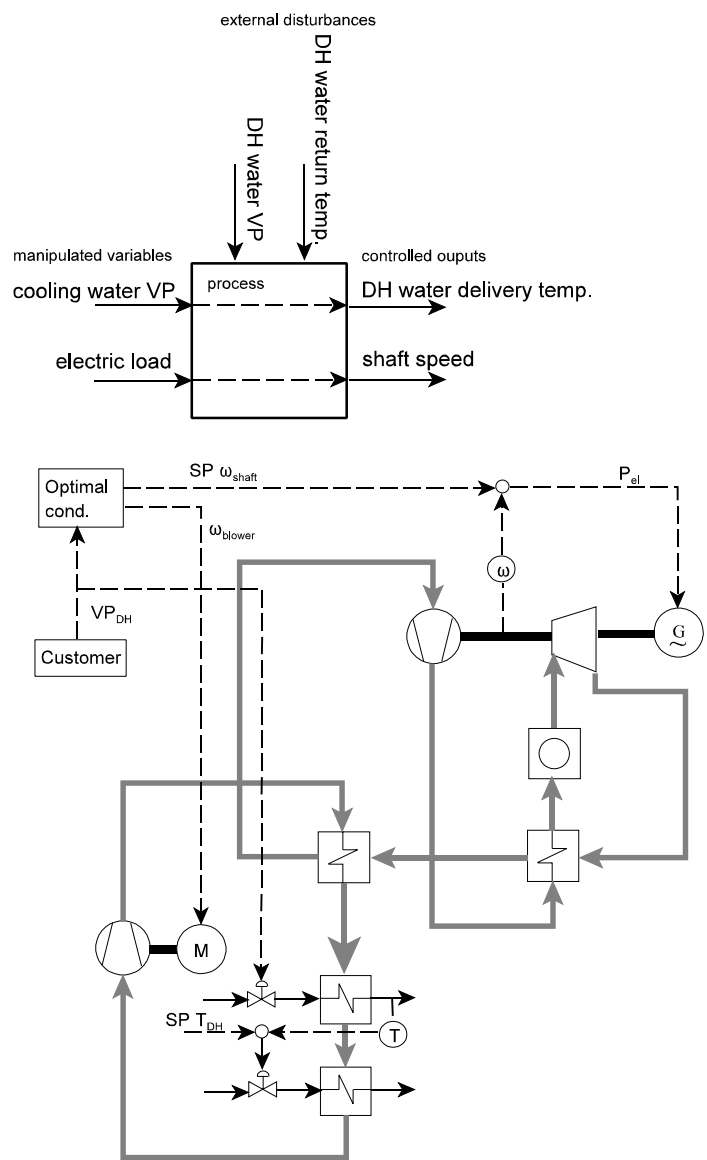 external disturbances
DH water VP
DH water return temp.
manipulated variables
controlled ouputs
cooling water VP
process
DH water delivery temp.
electric load
shaft speed
SP ω_shaft
P_el
Optimal
cond.
ω_blower
ω
VP_DH
G
~
Customer
M
SP T_DH
T